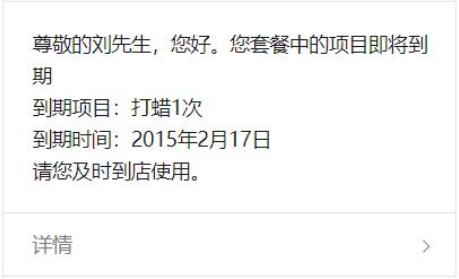 尊敬的刘先生，您好。您套餐中的项目即将到
期
到期项目：打蜡1次
到期时间：2015年2月17日
请您及时到店使用。
详情